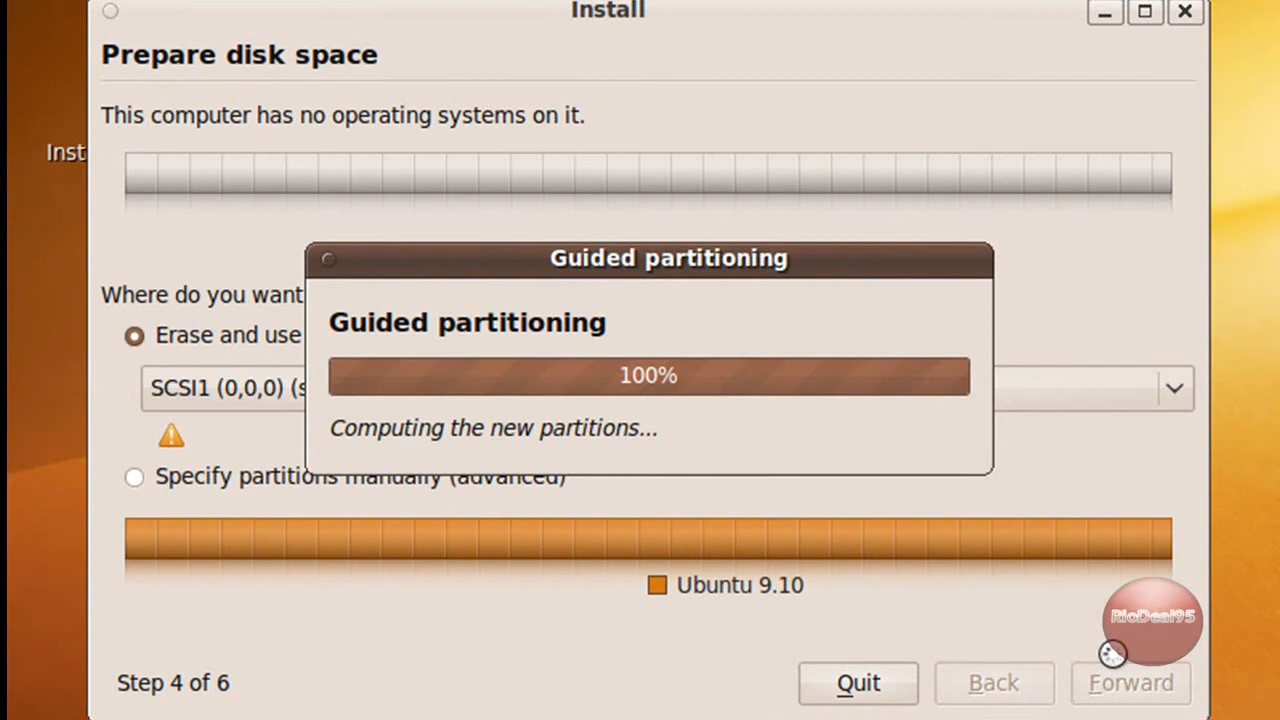 Install
Prepare disk space
This computer has no operating systems on it.
Inst
Guided partitioning
Where do you want
Guided partitioning
Erase and use
100%
SCSI1 (0,0,0) (s
Computing the new partitions...
Specify partitions manually (advanced)
Ubuntu 9.10
RioDeal95
Step 4 of 6
Quit
Back
Forward